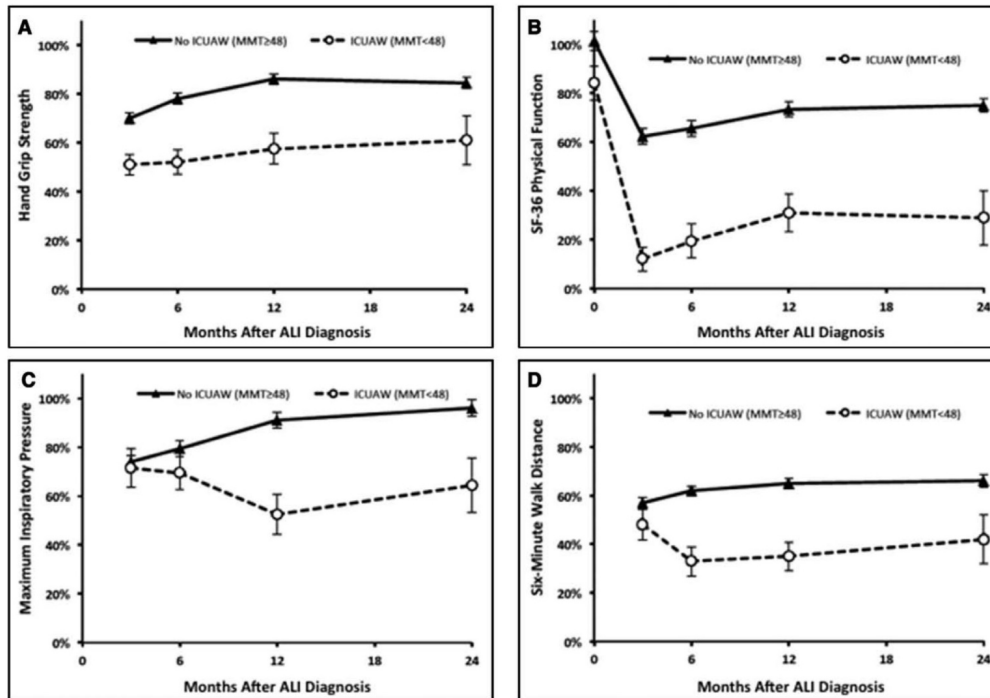 A
No ICUAW (MMT≥48) ICUAW (MMT<48)
100%
80%
60%
40%
20%
0%
Hand Grip Strength
0 6 12 18 24
Months After ALI Diagnosis
B
No ICUAW (MMT≥48) ICUAW (MMT<48)
100%
80%
60%
40%
20%
0%
SF-36 Physical Function
0 6 12 18 24
Months After ALI Diagnosis
C
No ICUAW (MMT≥48) ICUAW (MMT<48)
100%
80%
60%
40%
20%
0%
Maximum Inspiratory Pressure
0 6 12 18 24
Months After ALI Diagnosis
D
No ICUAW (MMT≥48) ICUAW (MMT<48)
100%
80%
60%
40%
20%
0%
Six-Minute Walk Distance
0 6 12 18 24
Months After ALI Diagnosis